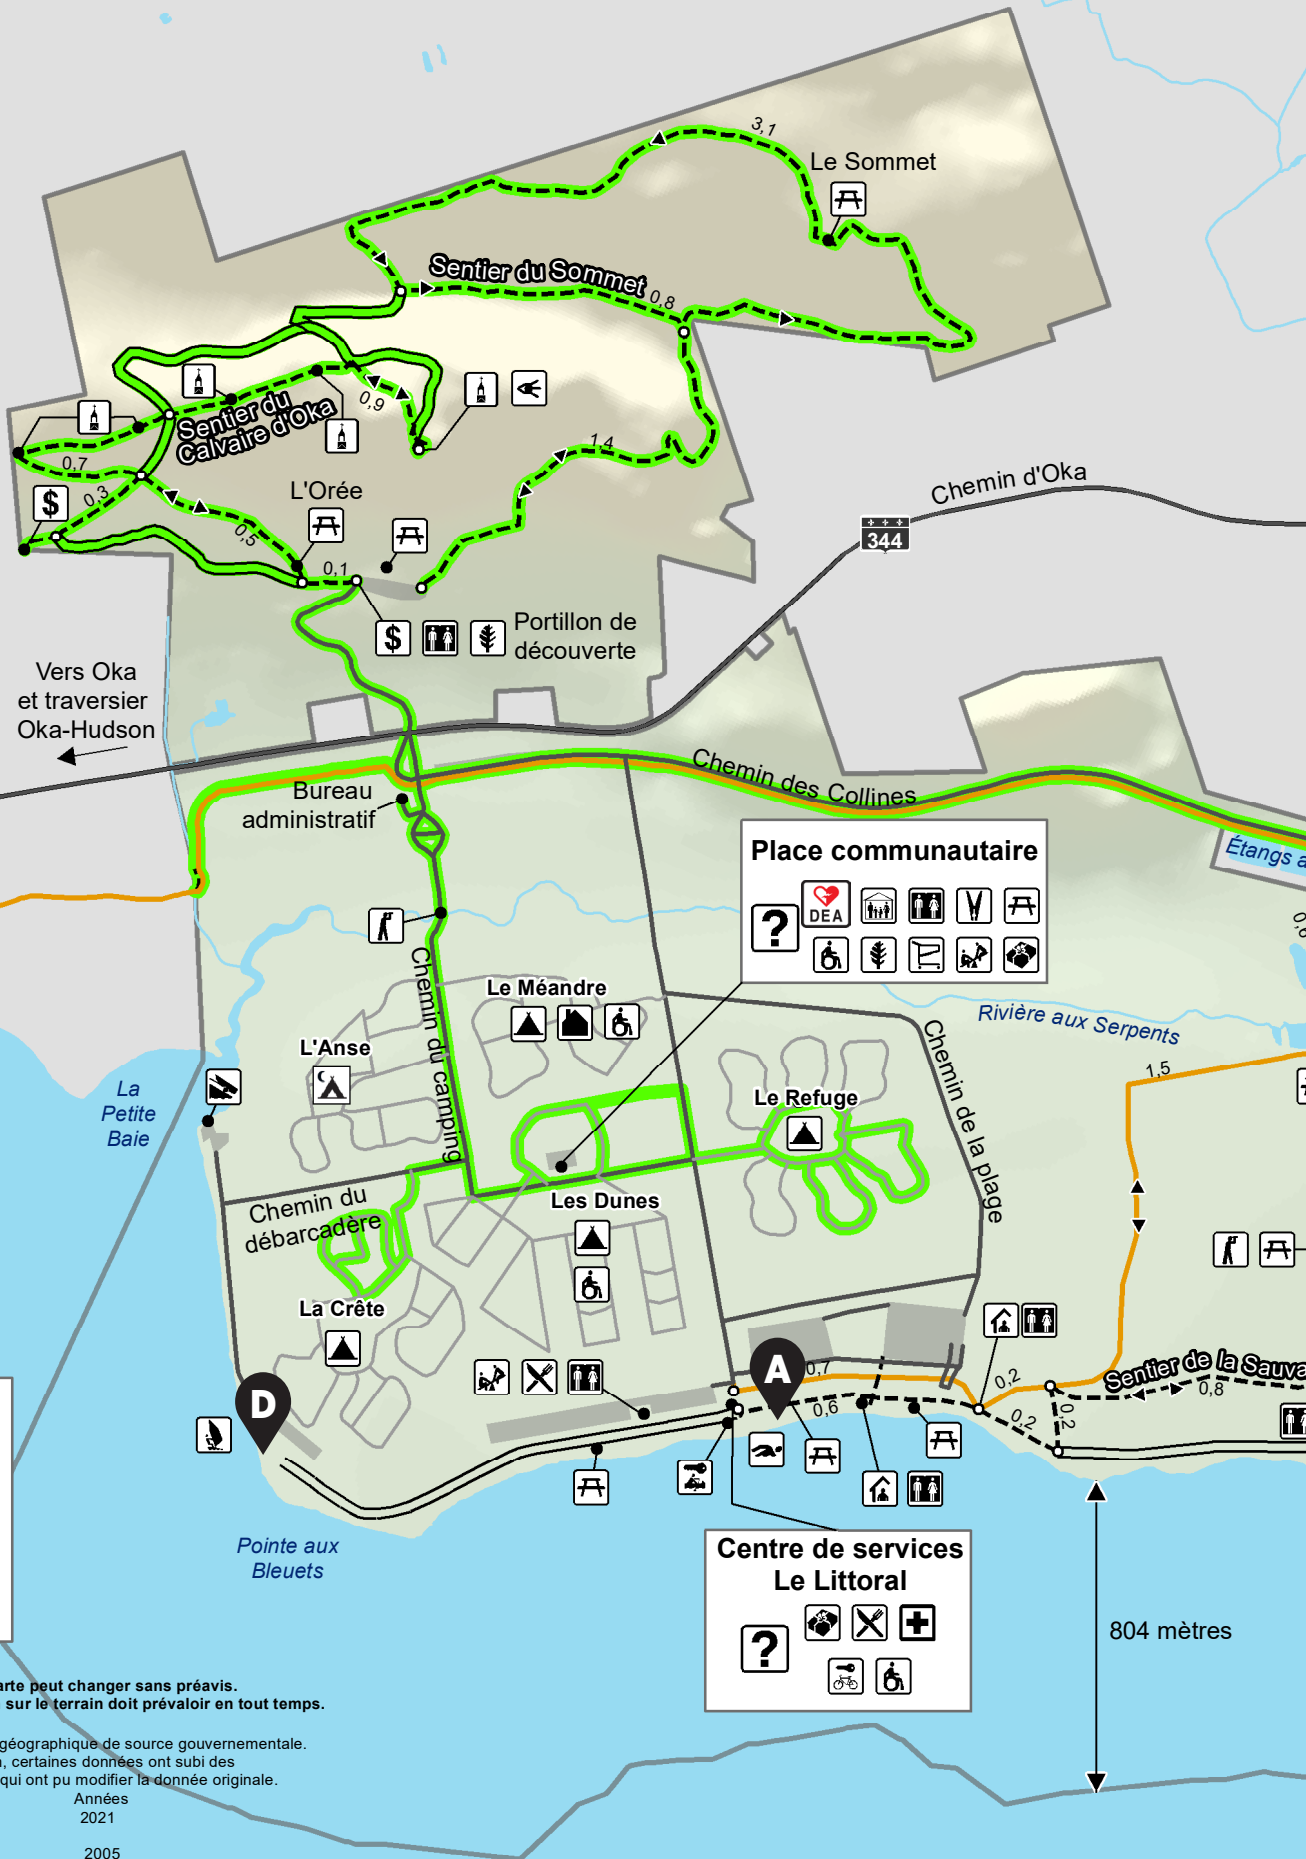 3,1
Le Sommet
Sentier du Sommet
0,8
Sentier du
Calvaire d'Oka
0,9
0,7
0,3
$
1,4
L'Orée
0,5
0,1
Chemin d'Oka
344
$
Portillon de
découverte
Vers Oka
et traversier
Oka-Hudson
Chemin des Collines
Bureau
administratif
Étangs a
Place communautaire
DEA
?
0,6
Chemin du camping
Le Méandre
L'Anse
Rivière aux Serpents
Chemin de la plage
1,5
La
Petite
Baie
Le Refuge
Chemin du
débarcadère
Les Dunes
La Crête
D
A
0,7
0,6
0,2
0,2
0,2
Sentier de la Sauva
0,8
Pointe aux
Bleuets
Centre de services
Le Littoral
?
804 mètres
arte peut changer sans préavis.
sur le terrain doit prévaloir en tout temps.
géographique de source gouvernementale.
, certaines données ont subi des
qui ont pu modifier la donnée originale.
Années
2021
2005